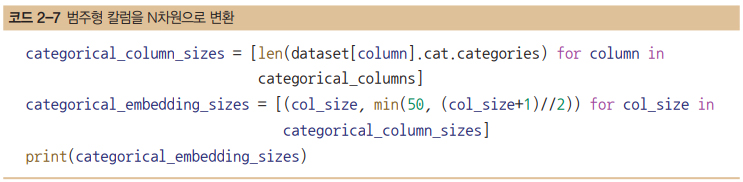 코드 2-7 범주형 칼럼을 N차원으로 변환
categorical_column_sizes = [len(dataset[column].cat.categories) for column in
categorical_columns]
categorical_embedding_sizes = [(col_size, min(50, (col_size+1)//2)) for col_size in
categorical_column_sizes]
print(categorical_embedding_sizes)